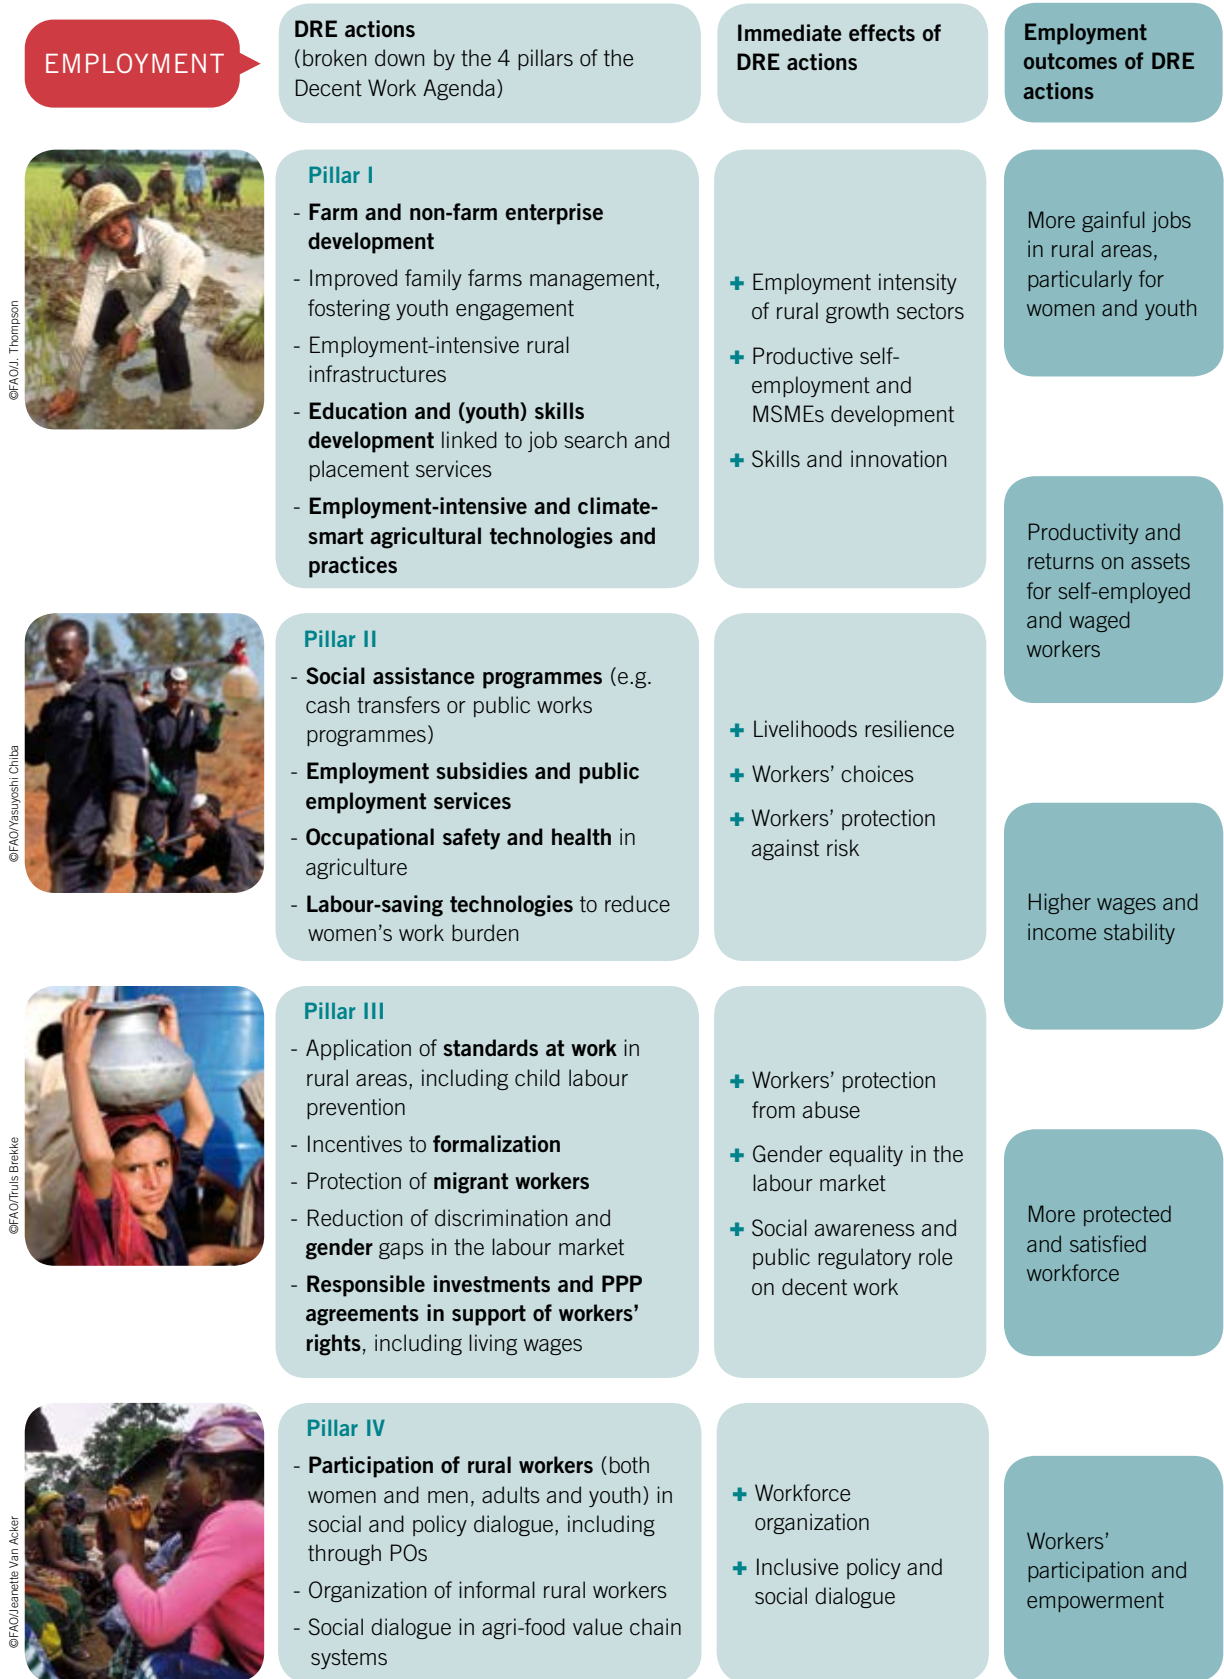 EMPLOYMENT
DRE actions
(broken down by the 4 pillars of the
Decent Work Agenda)
Immediate effects of
DRE actions
Employment
outcomes of DRE
actions
©FAO/J. Thompson
Pillar I
- Farm and non-farm enterprise
development
- Improved family farms management,
fostering youth engagement
- Employment-intensive rural
infrastructures
- Education and (youth) skills
development linked to job search and
placement services
- Employment-intensive and climate-
smart agricultural technologies and
practices
+ Employment intensity
of rural growth sectors
+ Productive self-
employment and
MSMEs development
+ Skills and innovation
More gainful jobs
in rural areas,
particularly for
women and youth
Productivity and
returns on assets
for self-employed
and waged
workers
©FAO/Yasuyoshi Chiba
Pillar II
- Social assistance programmes (e.g.
cash transfers or public works
programmes)
- Employment subsidies and public
employment services
- Occupational safety and health in
agriculture
- Labour-saving technologies to reduce
women's work burden
+ Livelihoods resilience
+ Workers' choices
+ Workers' protection
against risk
Higher wages and
income stability
©FAO/Truls Brekke
Pillar III
- Application of standards at work in
rural areas, including child labour
prevention
- Incentives to formalization
- Protection of migrant workers
- Reduction of discrimination and
gender gaps in the labour market
- Responsible investments and PPP
agreements in support of workers'
rights, including living wages
+ Workers' protection
from abuse
+ Gender equality in the
labour market
+ Social awareness and
public regulatory role
on decent work
More protected
and satisfied
workforce
©FAO/Jeanette Van Acker
Pillar IV
- Participation of rural workers (both
women and men, adults and youth) in
social and policy dialogue, including
through POs
- Organization of informal rural workers
- Social dialogue in agri-food value chain
systems
+ Workforce
organization
+ Inclusive policy and
social dialogue
Workers'
participation and
empowerment